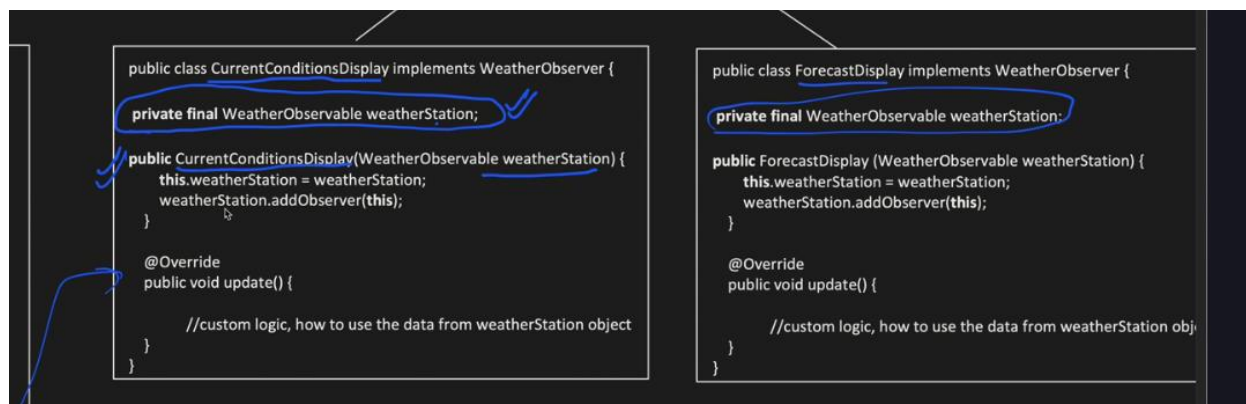 public class CurrentConditionsDisplay implements WeatherObserver {
private final WeatherObservable weatherStation;
public CurrentConditionsDisplay(WeatherObservable weatherStation) {
this.weatherStation = weatherStation;
weatherStation.addObserver(this);
}
@Override
public void update() {
//custom logic, how to use the data from weatherStation object
}
}
public class ForecastDisplay implements WeatherObserver {
private final WeatherObservable weatherStation;
public ForecastDisplay (WeatherObservable weatherStation) {
this.weatherStation = weatherStation;
weatherStation.addObserver(this);
}
@Override
public void update() {
//custom logic, how to use the data from weatherStation obj
}
}